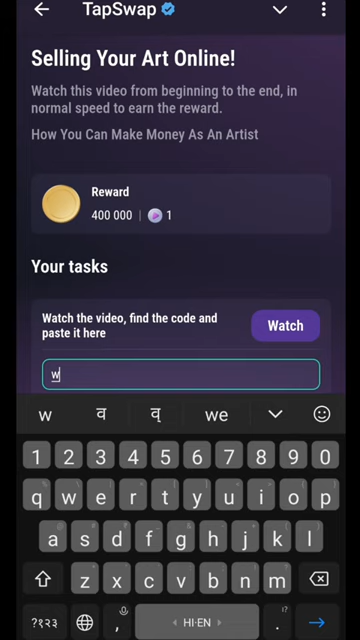 TapSwap
Selling Your Art Online!
Watch this video from beginning to the end, in
normal speed to earn the reward.
How You Can Make Money As An Artist
Reward
400 000 | 1
Your tasks
Watch the video, find the code and
paste it here
Watch
w
w व व् we
1 2 3 4 5 6 7 8 9 0
q w e r t y u i o p
a s d f g h j k l
z x c v b n m
?१२३ , HI·EN .